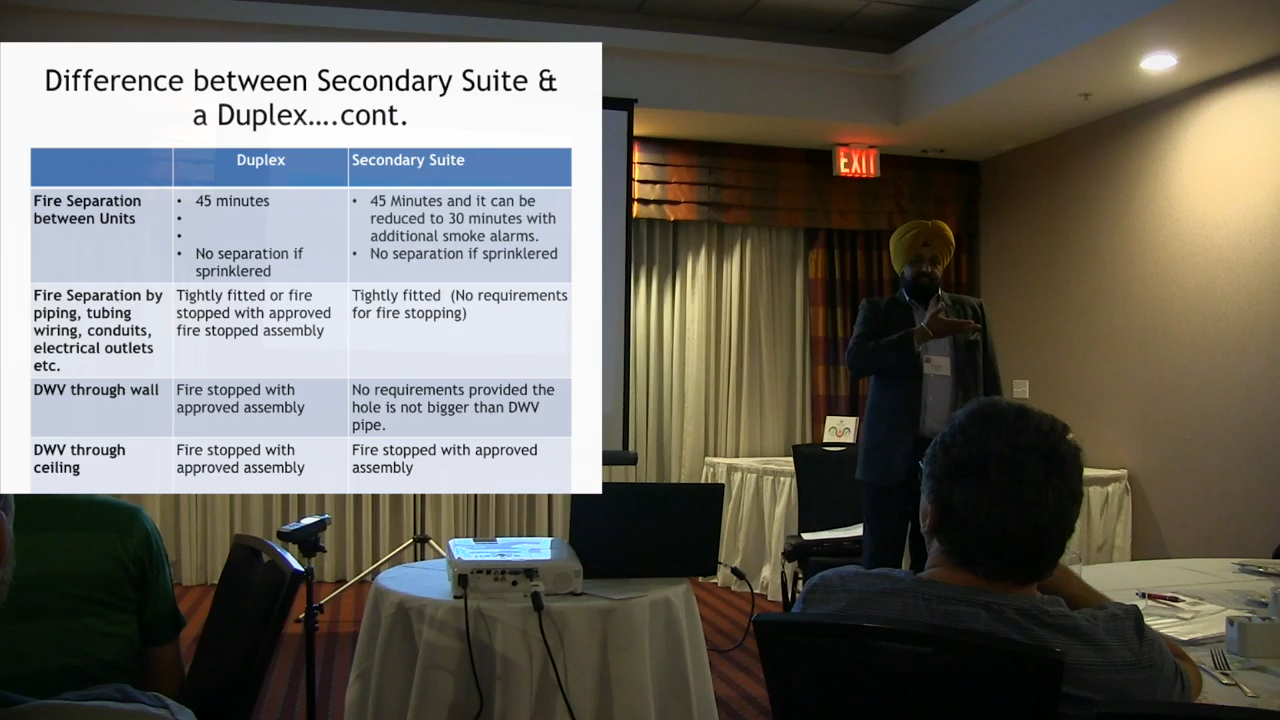 Difference between Secondary Suite &
a Duplex….cont.
Duplex
Secondary Suite
Fire Separation
between Units
• 45 minutes
•
•
• No separation if
sprinklered
• 45 Minutes and it can be
reduced to 30 minutes with
additional smoke alarms.
• No separation if sprinklered
Fire Separation by
piping, tubing
wiring, conduits,
electrical outlets
etc.
Tightly fitted or fire
stopped with approved
fire stopped assembly
Tightly fitted (No requirements
for fire stopping)
DWV through wall
Fire stopped with
approved assembly
No requirements provided the
hole is not bigger than DWV
pipe.
DWV through
ceiling
Fire stopped with
approved assembly
Fire stopped with approved
assembly
EXIT